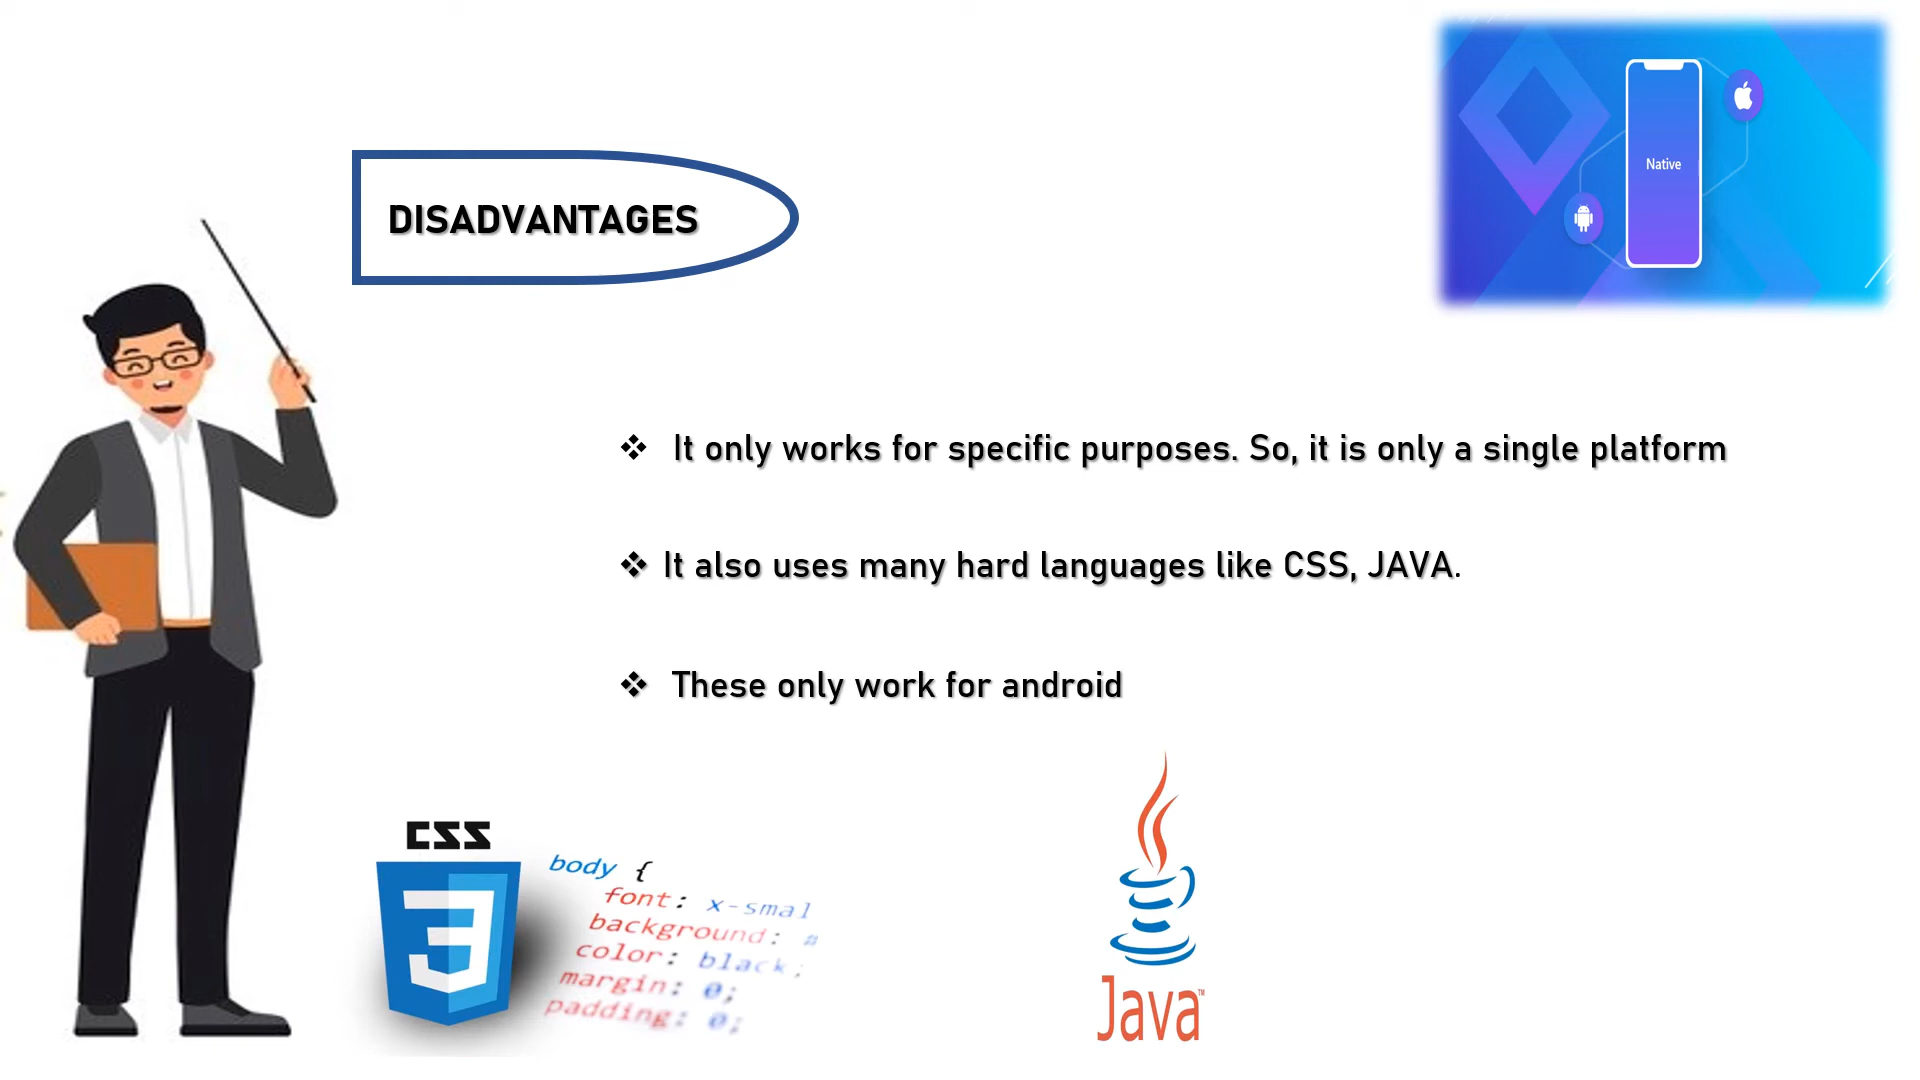 Native
DISADVANTAGES
❖ It only works for specific purposes. So, it is only a single platform
❖ It also uses many hard languages like CSS, JAVA.
❖ These only work for android
CSS
3
body {
font: x-smal
background: #
color: black;
margin: 0;
padding: 0;
Java™